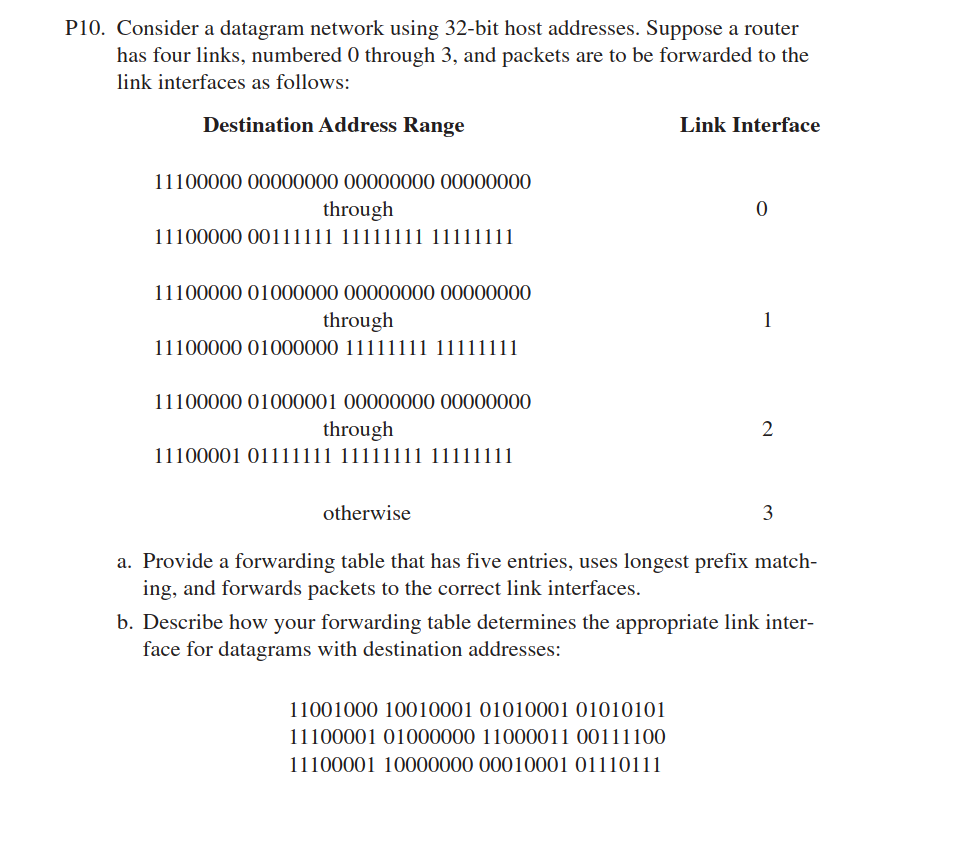 P10. Consider a datagram network using 32-bit host addresses. Suppose a router
has four links, numbered 0 through 3, and packets are to be forwarded to the
link interfaces as follows:
Destination Address Range Link Interface
11100000 00000000 00000000 00000000
through 0
11100000 00111111 11111111 11111111
11100000 01000000 00000000 00000000
through 1
11100000 01000000 11111111 11111111
11100000 01000001 00000000 00000000
through 2
11100001 01111111 11111111 11111111
otherwise 3
a. Provide a forwarding table that has five entries, uses longest prefix match-
ing, and forwards packets to the correct link interfaces.
b. Describe how your forwarding table determines the appropriate link inter-
face for datagrams with destination addresses:
11001000 10010001 01010001 01010101
11100001 01000000 11000011 00111100
11100001 10000000 00010001 01110111